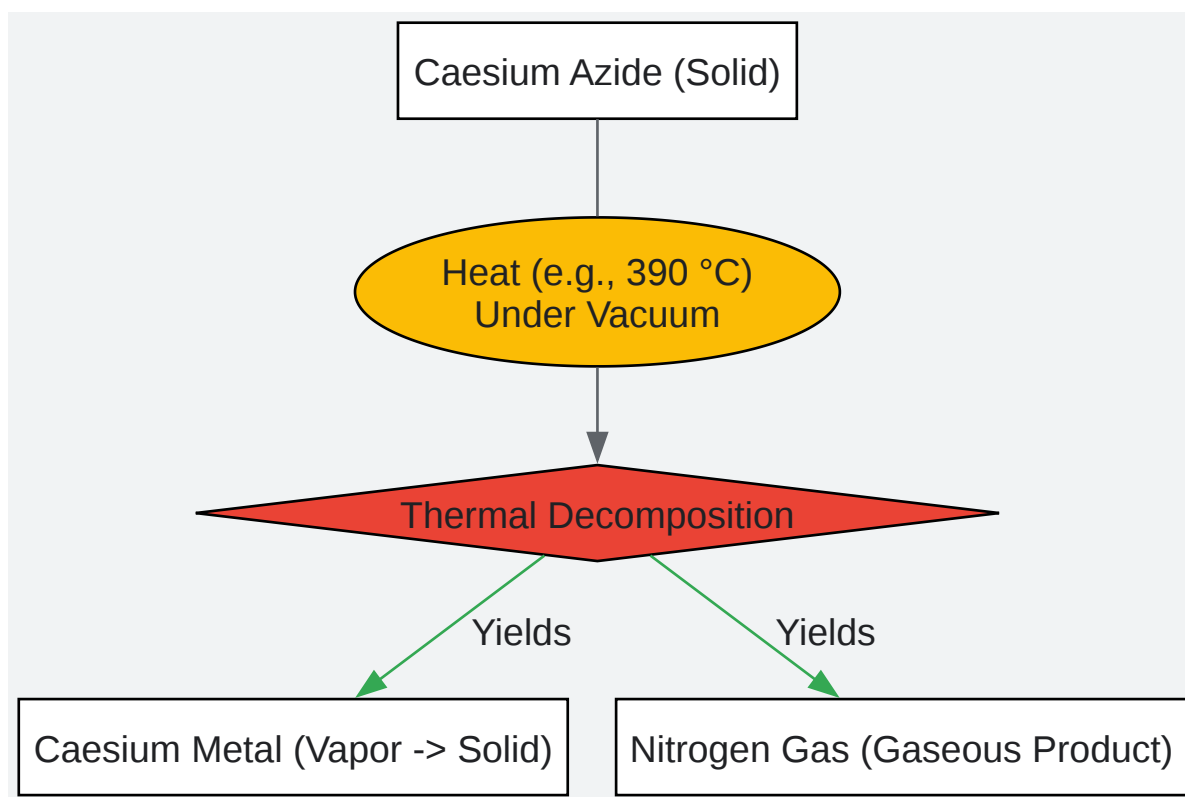 Caesium Azide (Solid)
Heat (e.g., 390 °C)
Under Vacuum
Thermal Decomposition
Yields
Yields
Caesium Metal (Vapor -> Solid)
Nitrogen Gas (Gaseous Product)